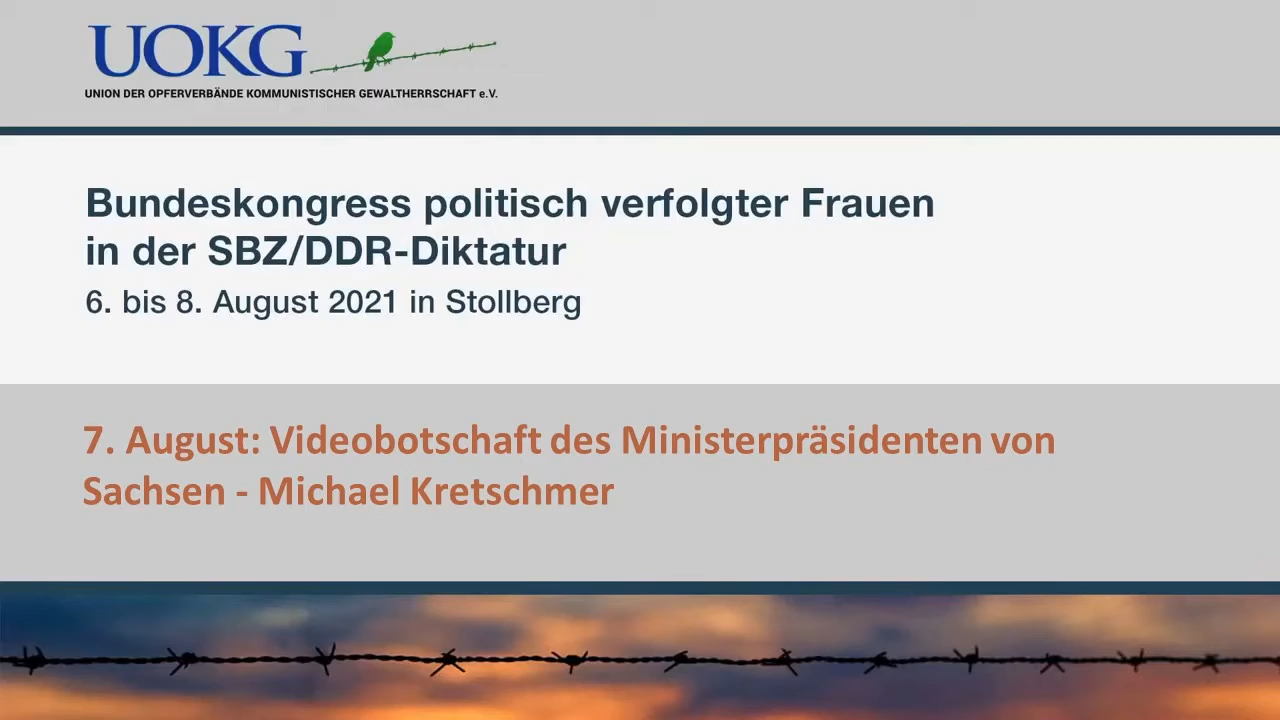 UOKG
UNION DER OPFERVERBÄNDE KOMMUNISTISCHER GEWALTHERRSCHAFT e.V.
Bundeskongress politisch verfolgter Frauen
in der SBZ/DDR-Diktatur
6. bis 8. August 2021 in Stollberg
7. August: Videobotschaft des Ministerpräsidenten von
Sachsen - Michael Kretschmer